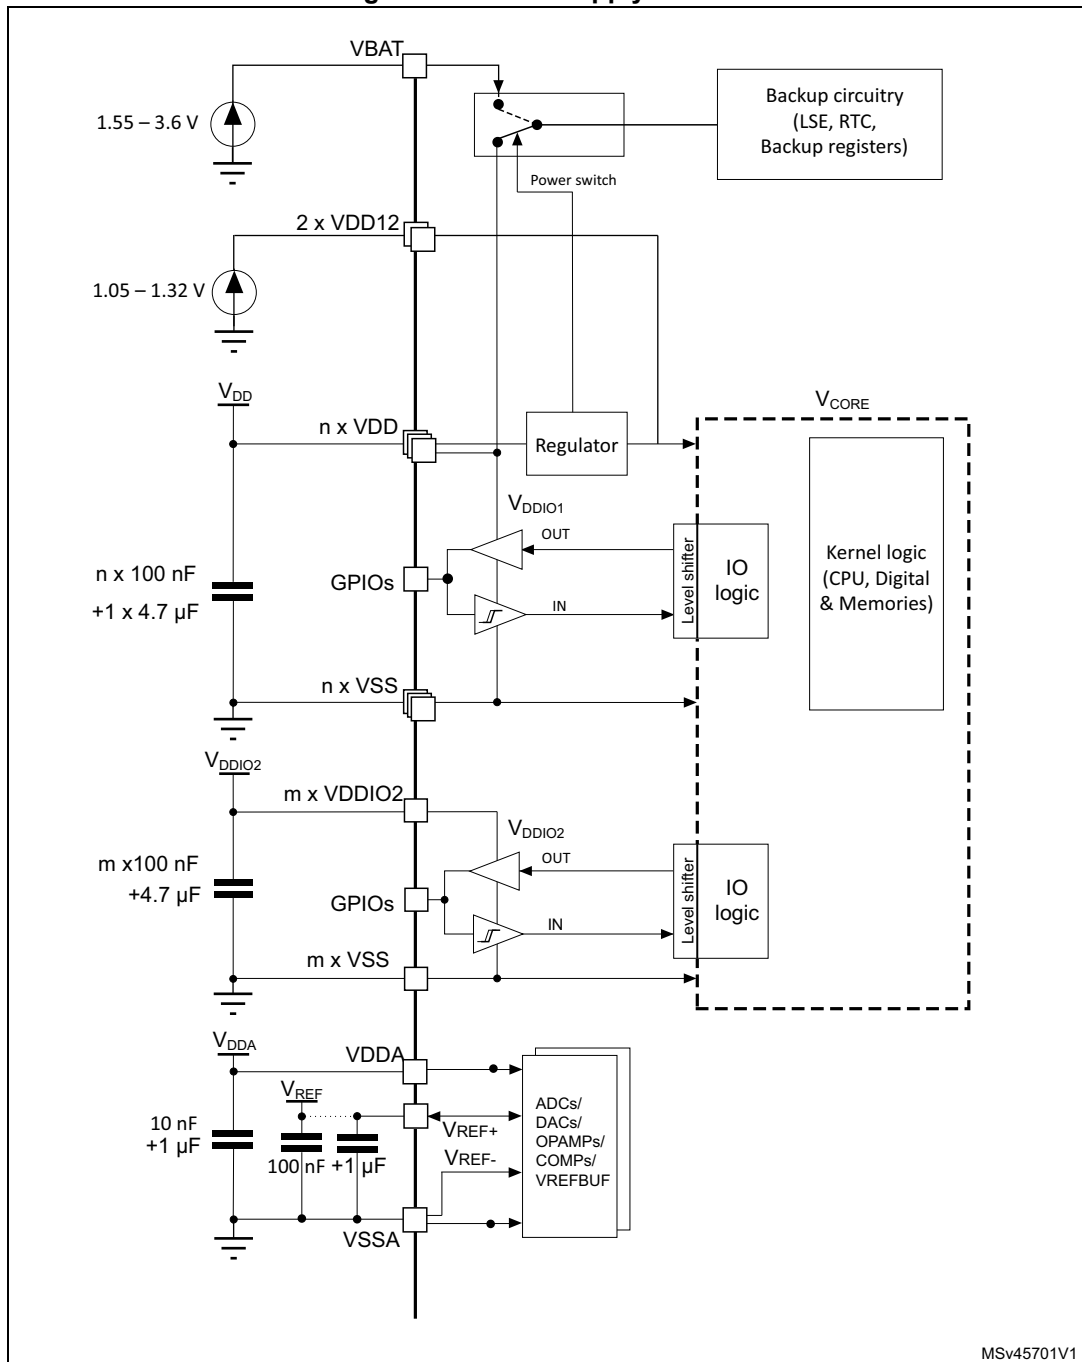 VBAT
1.55 – 3.6 V
Backup circuitry
(LSE, RTC,
Backup registers)
Power switch
2 x VDD12
1.05 – 1.32 V
VDD
n x VDD
Regulator
VCORE
VDDIO1
OUT
Level shifter
IO
logic
Kernel logic
(CPU, Digital
& Memories)
n x 100 nF
+1 x 4.7 µF
GPIOs
IN
n x VSS
VDDIO2
m x VDDIO2
VDDIO2
OUT
Level shifter
IO
logic
m x100 nF
+4.7 µF
GPIOs
IN
m x VSS
VDDA
VDDA
VREF
10 nF
+1 µF
100 nF
+1 µF
VREF+
VREF-
ADCs/
DACs/
OPAMPs/
COMPs/
VREFBUF
VSSA
MSv45701V1